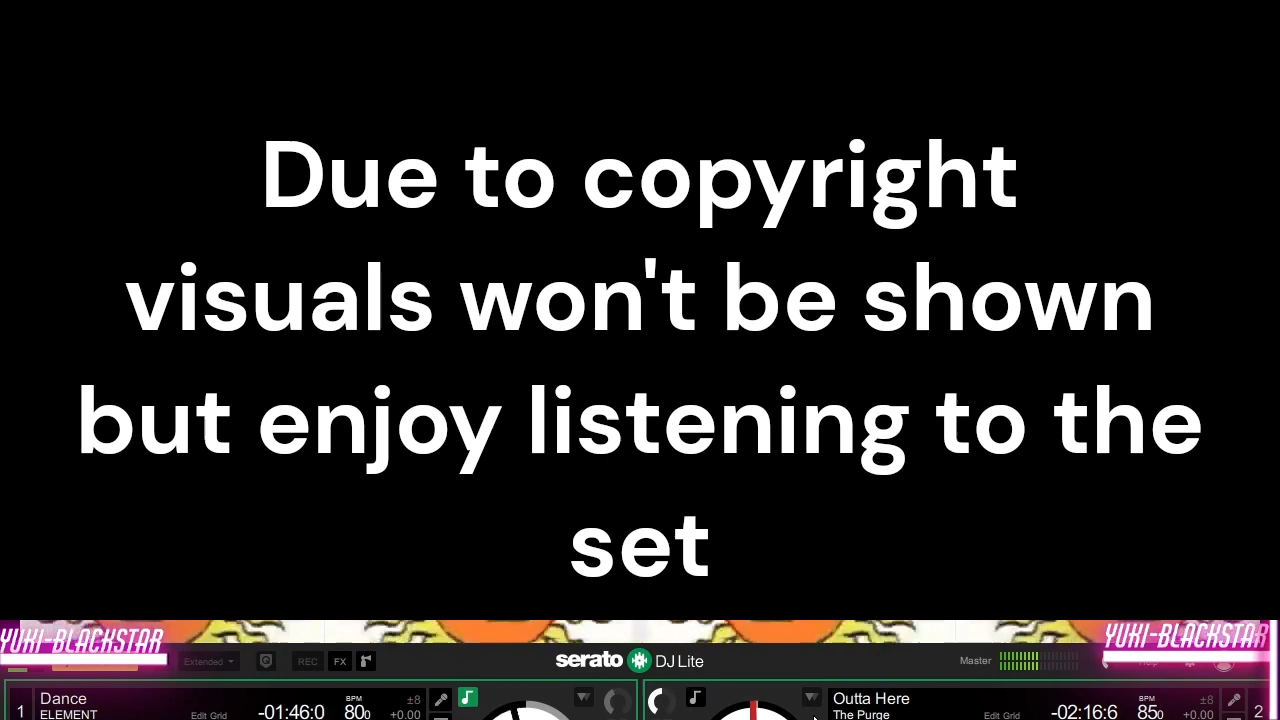 Due to copyright
visuals won't be shown
but enjoy listening to the
set
YUKI-BLACKSTAR
YUKI-BLACKSTAR
Extended
REC
FX
serato DJ Lite
Master
Help
1
Dance
ELEMENT
Edit Grid
-01:46:0
BPM
80.0
±8
+0.00
Outta Here
The Purge
Edit Grid
-02:16:6
BPM
85.0
±8
+0.00
2